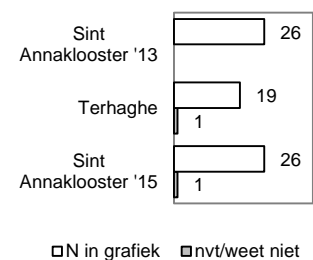 Sint
Annaklooster '13
26
Terhaghe
19
1
Sint
Annaklooster '15
26
1
N in grafiek nvt/weet niet